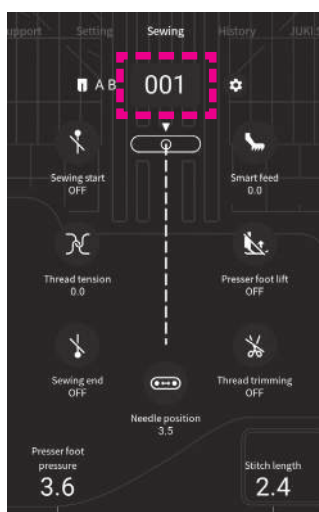 upport Setting Sewing History JUKI S
A B 001
Sewing start
OFF
Smart feed
0.0
Thread tension
0.0
Presser foot lift
OFF
Sewing end
OFF
Thread trimming
OFF
Needle position
3.5
Presser foot
pressure
3.6
Stitch length
2.4